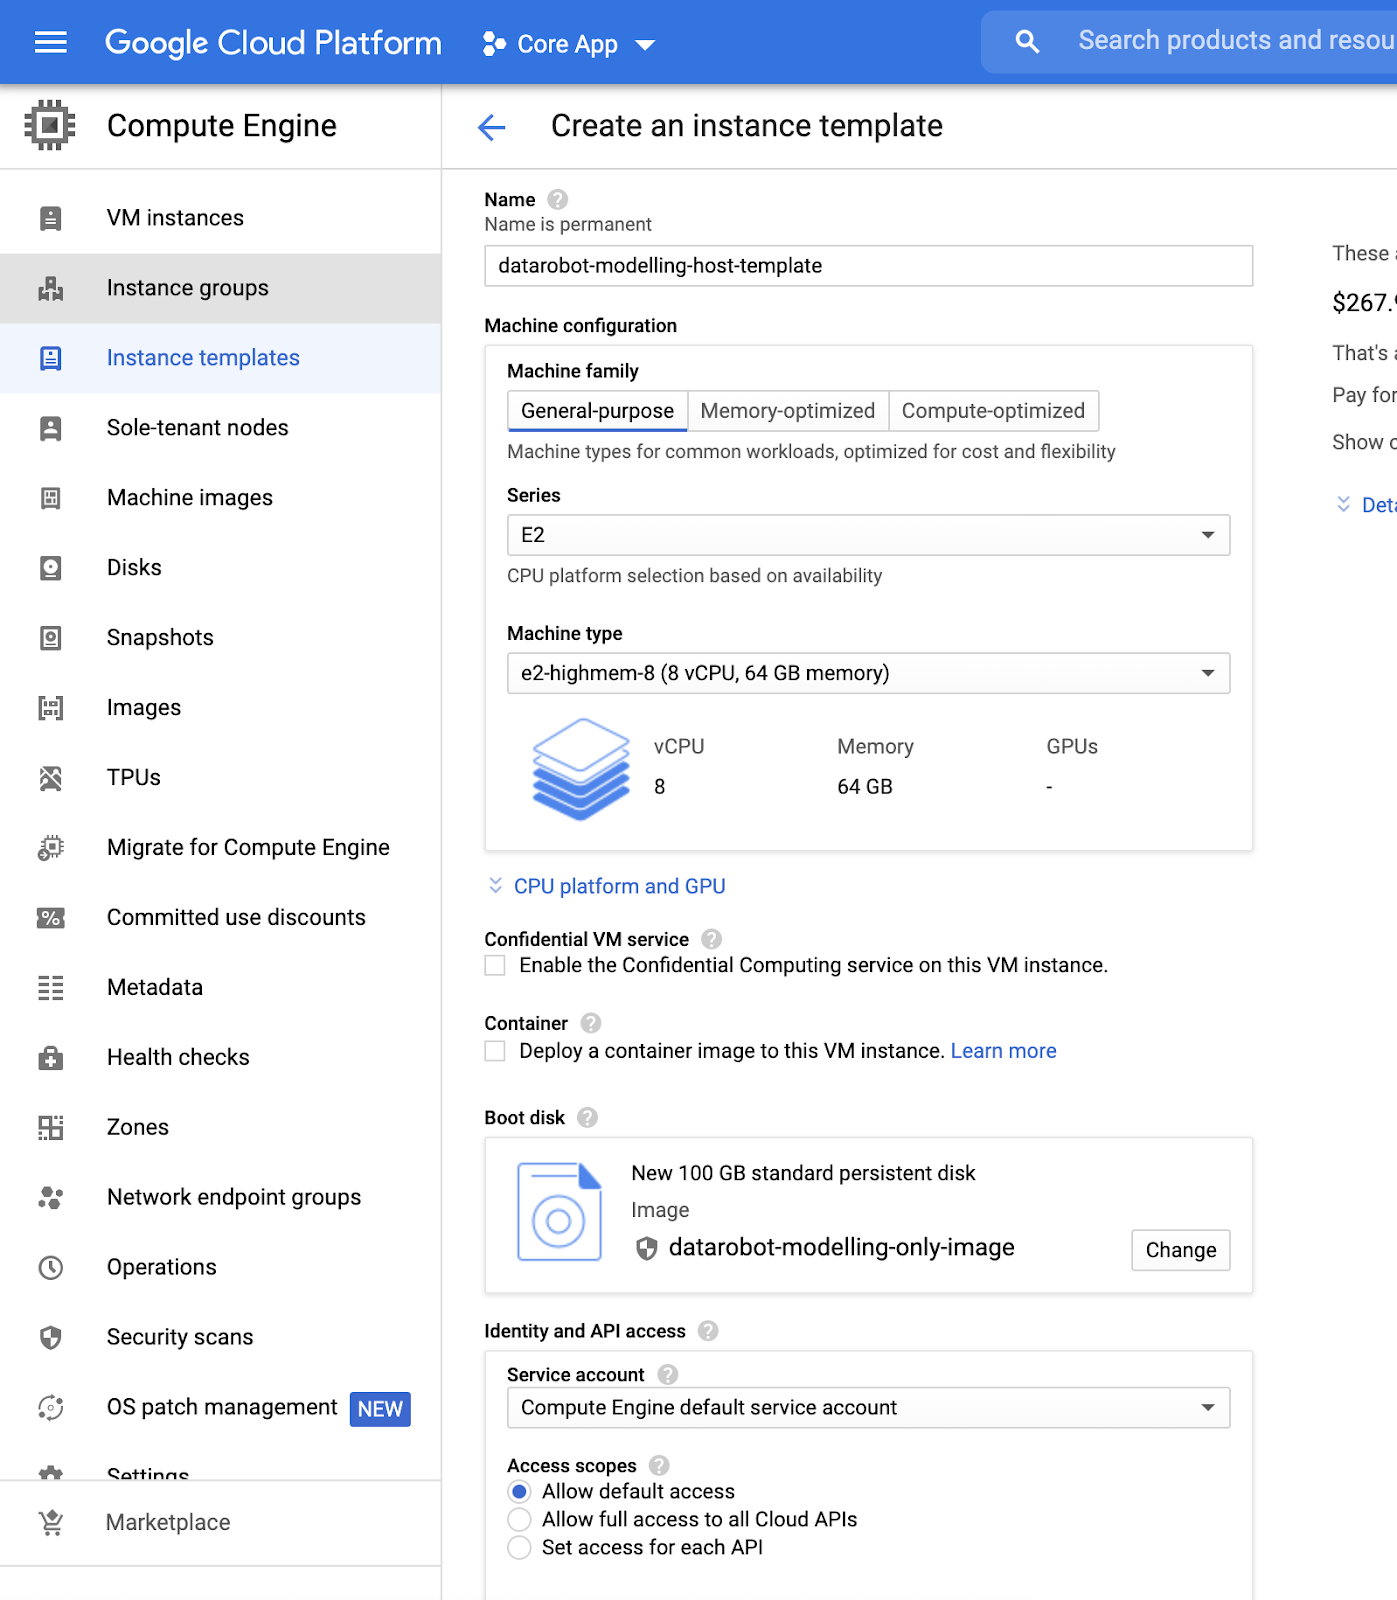 Google Cloud Platform
Core App
Search products and resou
Compute Engine
Create an instance template
VM instances
Instance groups
Instance templates
Sole-tenant nodes
Machine images
Disks
Snapshots
Images
TPUs
Migrate for Compute Engine
Committed use discounts
Metadata
Health checks
Zones
Network endpoint groups
Operations
Security scans
OS patch management NEW
Settings
Marketplace
Name
Name is permanent
datarobot-modelling-host-template
Machine configuration
Machine family
General-purpose Memory-optimized Compute-optimized
Machine types for common workloads, optimized for cost and flexibility
Series
E2
CPU platform selection based on availability
Machine type
e2-highmem-8 (8 vCPU, 64 GB memory)
vCPU Memory GPUs
8 64 GB -
CPU platform and GPU
Confidential VM service
Enable the Confidential Computing service on this VM instance.
Container
Deploy a container image to this VM instance. Learn more
Boot disk
New 100 GB standard persistent disk
Image
datarobot-modelling-only-image
Change
Identity and API access
Service account
Compute Engine default service account
Access scopes
Allow default access
Allow full access to all Cloud APIs
Set access for each API
These
$267.
That's
Pay for
Show